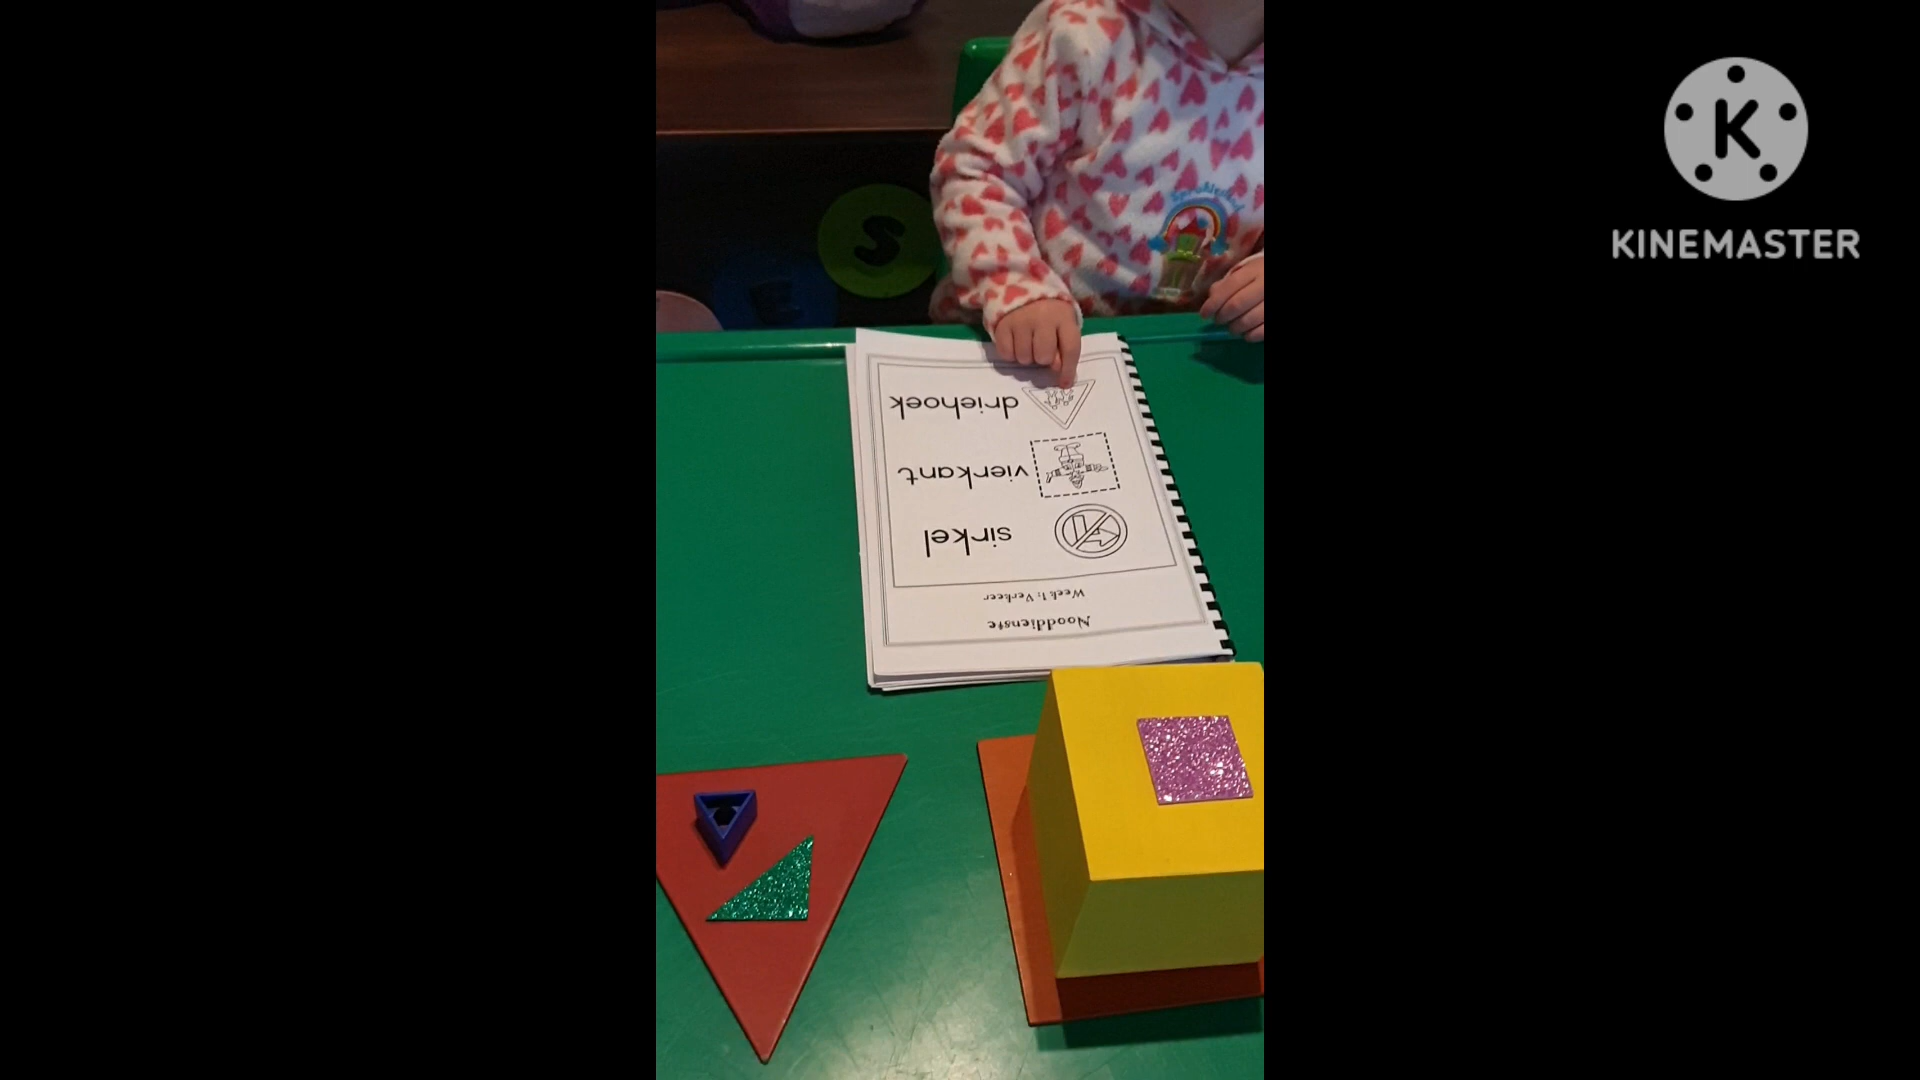 Nooddienste
Week 1: Verkeer
sirkel
vierkant
driehoek
S
E
K
KINEMASTER